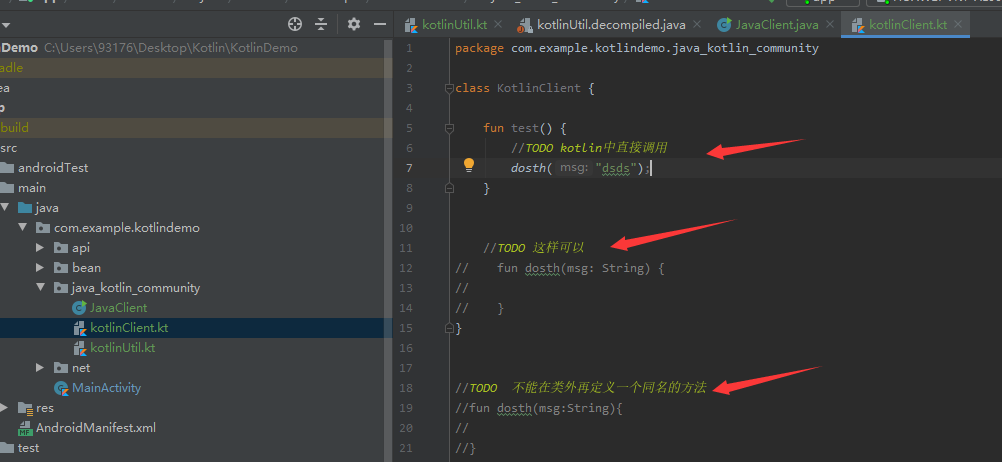 nDemo C:\Users\93176\Desktop\Kotlin\KotlinDemo
adle
ea
p
build
src
androidTest
main
java
com.example.kotlindemo
api
bean
java_kotlin_community
JavaClient
kotlinClient.kt
kotlinUtil.kt
net
MainActivity
res
AndroidManifest.xml
test
kotlinUtil.kt kotlinUtil.decompiled.java JavaClient.java kotlinClient.kt
1 package com.example.kotlindemo.java_kotlin_community
2
3 class KotlinClient {
4
5 fun test() {
6 //TODO kotlin中直接调用
7 dosth( msg: "dsds");
8 }
9
10
11 //TODO 这样可以
12 // fun dosth(msg: String) {
13 //
14 // }
15 }
16
17
18 //TODO 不能在类外再定义一个同名的方法
19 //fun dosth(msg:String){
20 //
21 //}